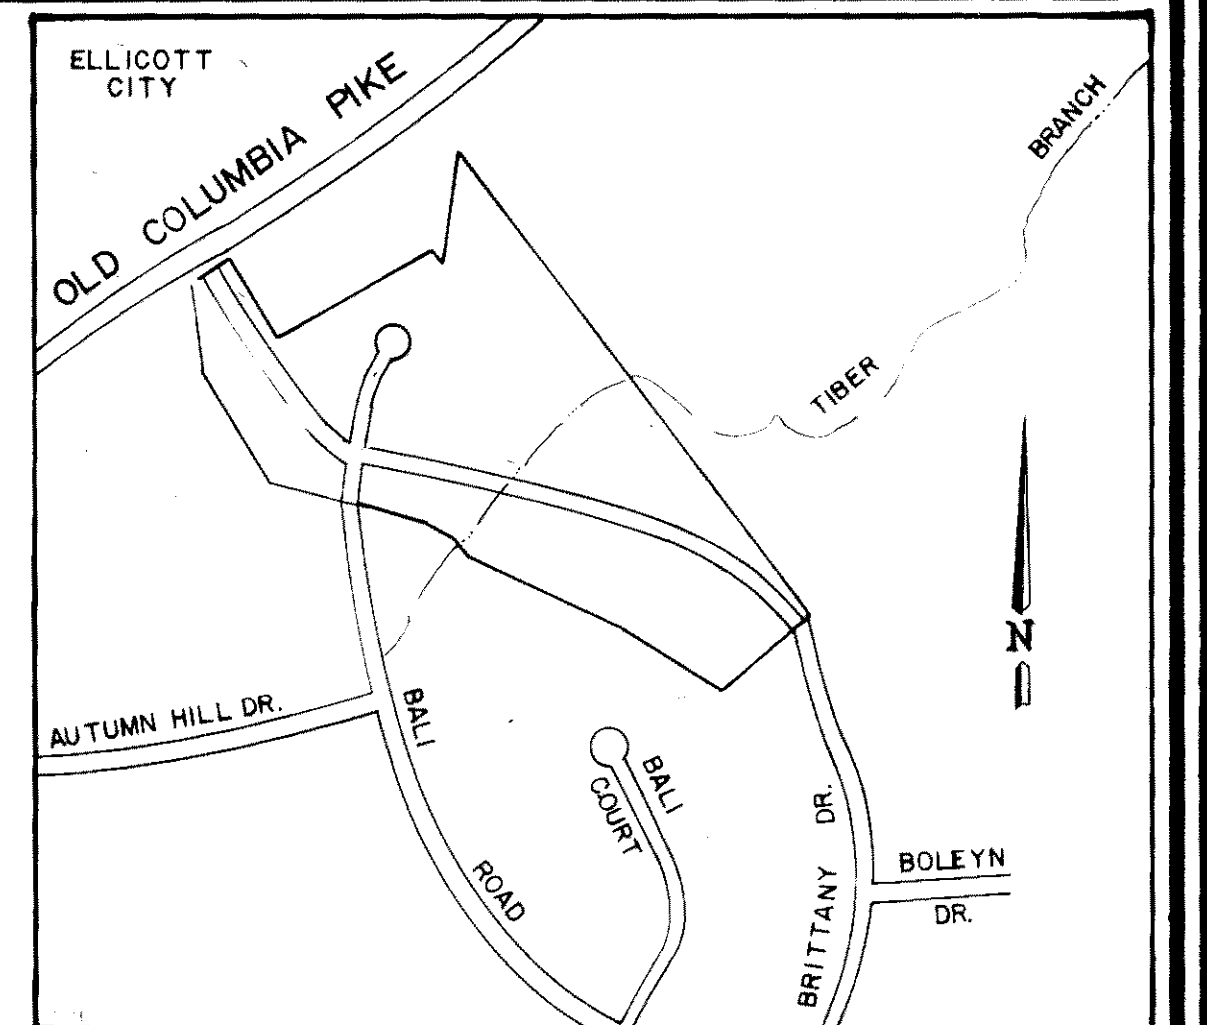 ELLICOTT
CITY
OLD COLUMBIA PIKE
TIBER BRANCH
N
AUTUMN HILL DR.
BALI ROAD
BALI
COURT
BRITTANY DR.
BOLEYN
DR.